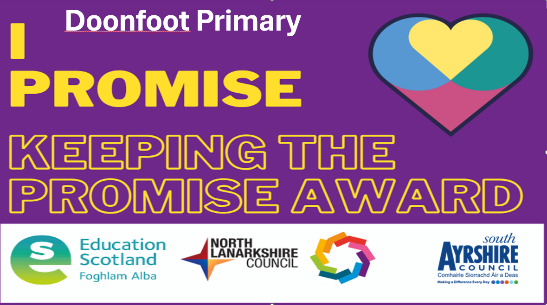 Doonfoot Primary
I
PROMISE
KEEPING THE
PROMISE AWARD
Education
Scotland
Foghlam Alba
NORTH
LANARKSHIRE
COUNCIL
south
AYRSHIRE
COUNCIL
Comhairle Siorrachd Àir a Deas
Making a Difference Every Day